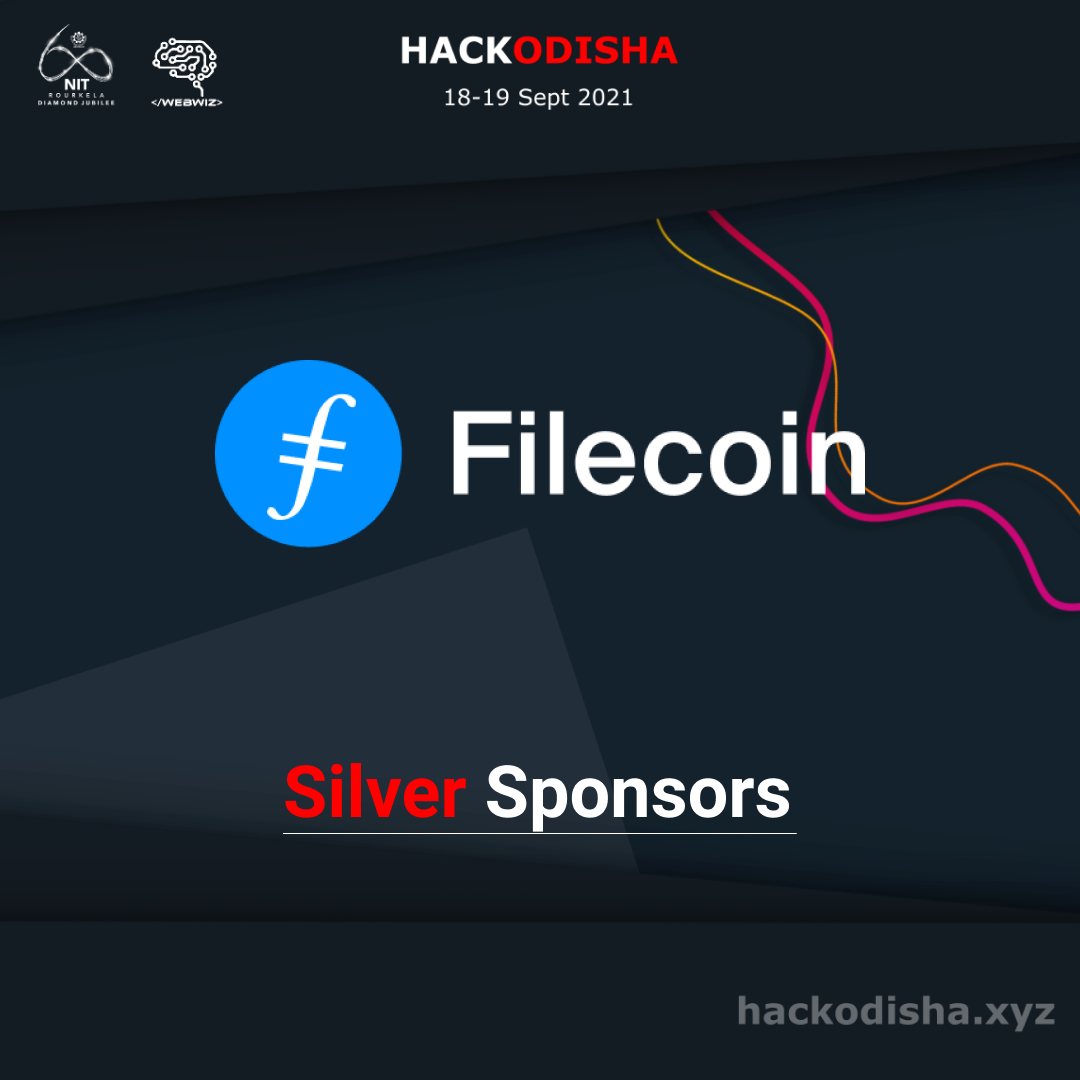 NIT
ROURKELA
DIAMOND JUBILEE
</WEBWIZ>
HACKODISHA
18-19 Sept 2021
Filecoin
Silver Sponsors
hackodisha.xyz